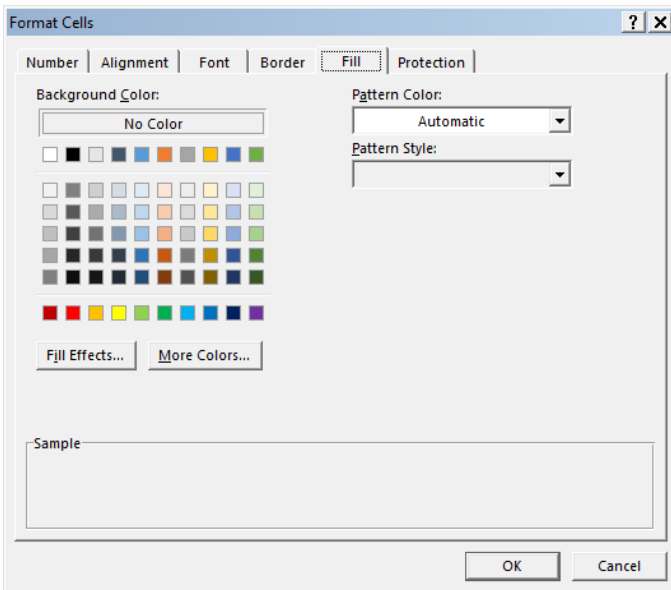 Format Cells
Number Alignment Font Border Fill Protection
Background Color:
No Color
Pattern Color:
Automatic
Pattern Style:
Fill Effects...
More Colors...
Sample
OK
Cancel